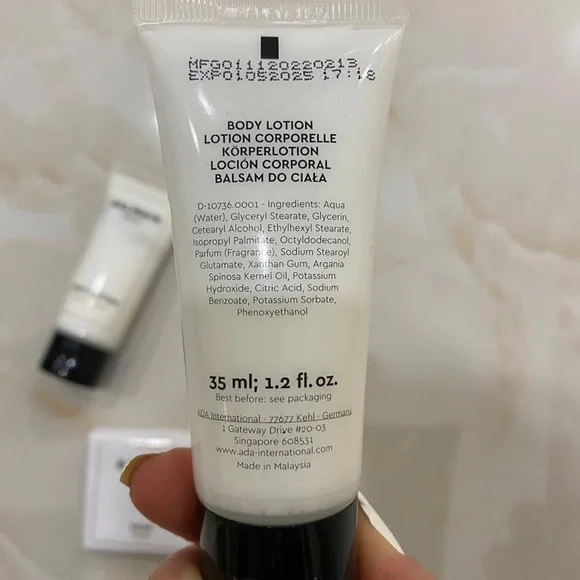 MFG011120220213
EXP01052025 17:18
BODY LOTION
LOTION CORPORELLE
KÖRPERLOTION
LOCIÓN CORPORAL
BALSAM DO CIAŁA
D-10736.0001 - Ingredients: Aqua
(Water), Glyceryl Stearate, Glycerin,
Cetearyl Alcohol, Ethylhexyl Stearate,
Isopropyl Palmitate, Octyldodecanol,
Parfum (Fragrance), Sodium Stearoyl
Glutamate, Xanthan Gum, Argania
Spinosa Kernel Oil, Potassium
Hydroxide, Citric Acid, Sodium
Benzoate, Potassium Sorbate,
Phenoxyethanol
35 ml; 1.2 fl. oz.
Best before: see packaging
ADA International · 77677 Kehl · Germany
1 Gateway Drive #20-03
Singapore 608531
www.ada-international.com
Made in Malaysia